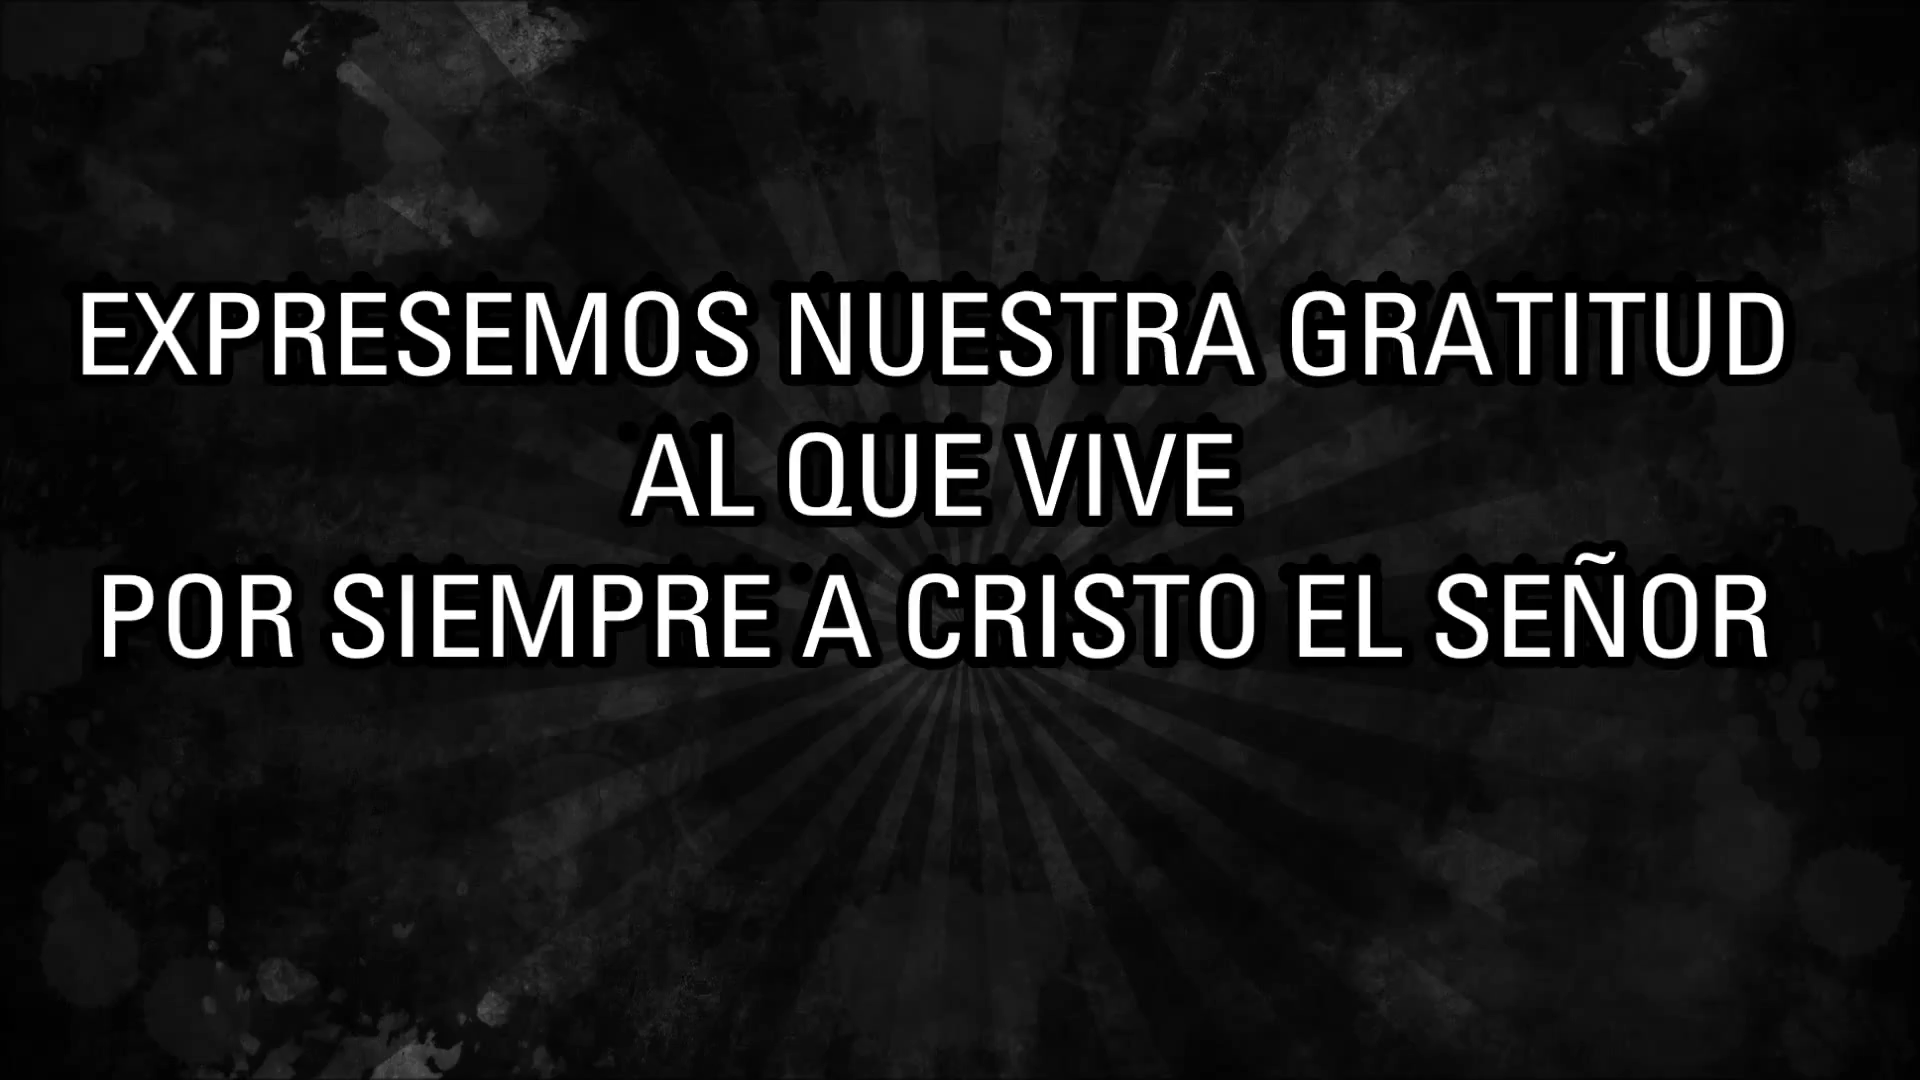 EXPRESEMOS NUESTRA GRATITUD
AL QUE VIVE
POR SIEMPRE A CRISTO EL SEÑOR